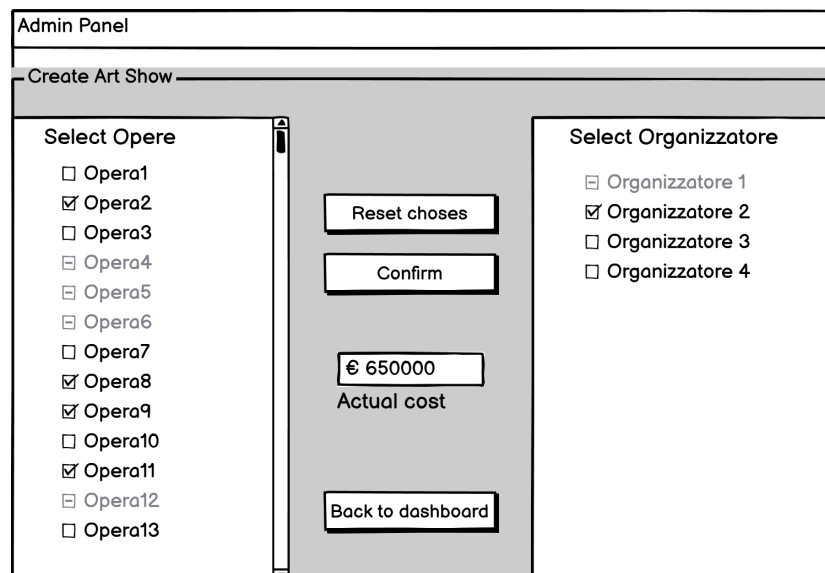 Admin Panel
Create Art Show
Select Opere
Opera1
Opera2
Opera3
Opera4
Opera5
Opera6
Opera7
Opera8
Opera9
Opera10
Opera11
Opera12
Opera13
Reset choses
Confirm
€ 650000
Actual cost
Back to dashboard
Select Organizzatore
Organizzatore 1
Organizzatore 2
Organizzatore 3
Organizzatore 4